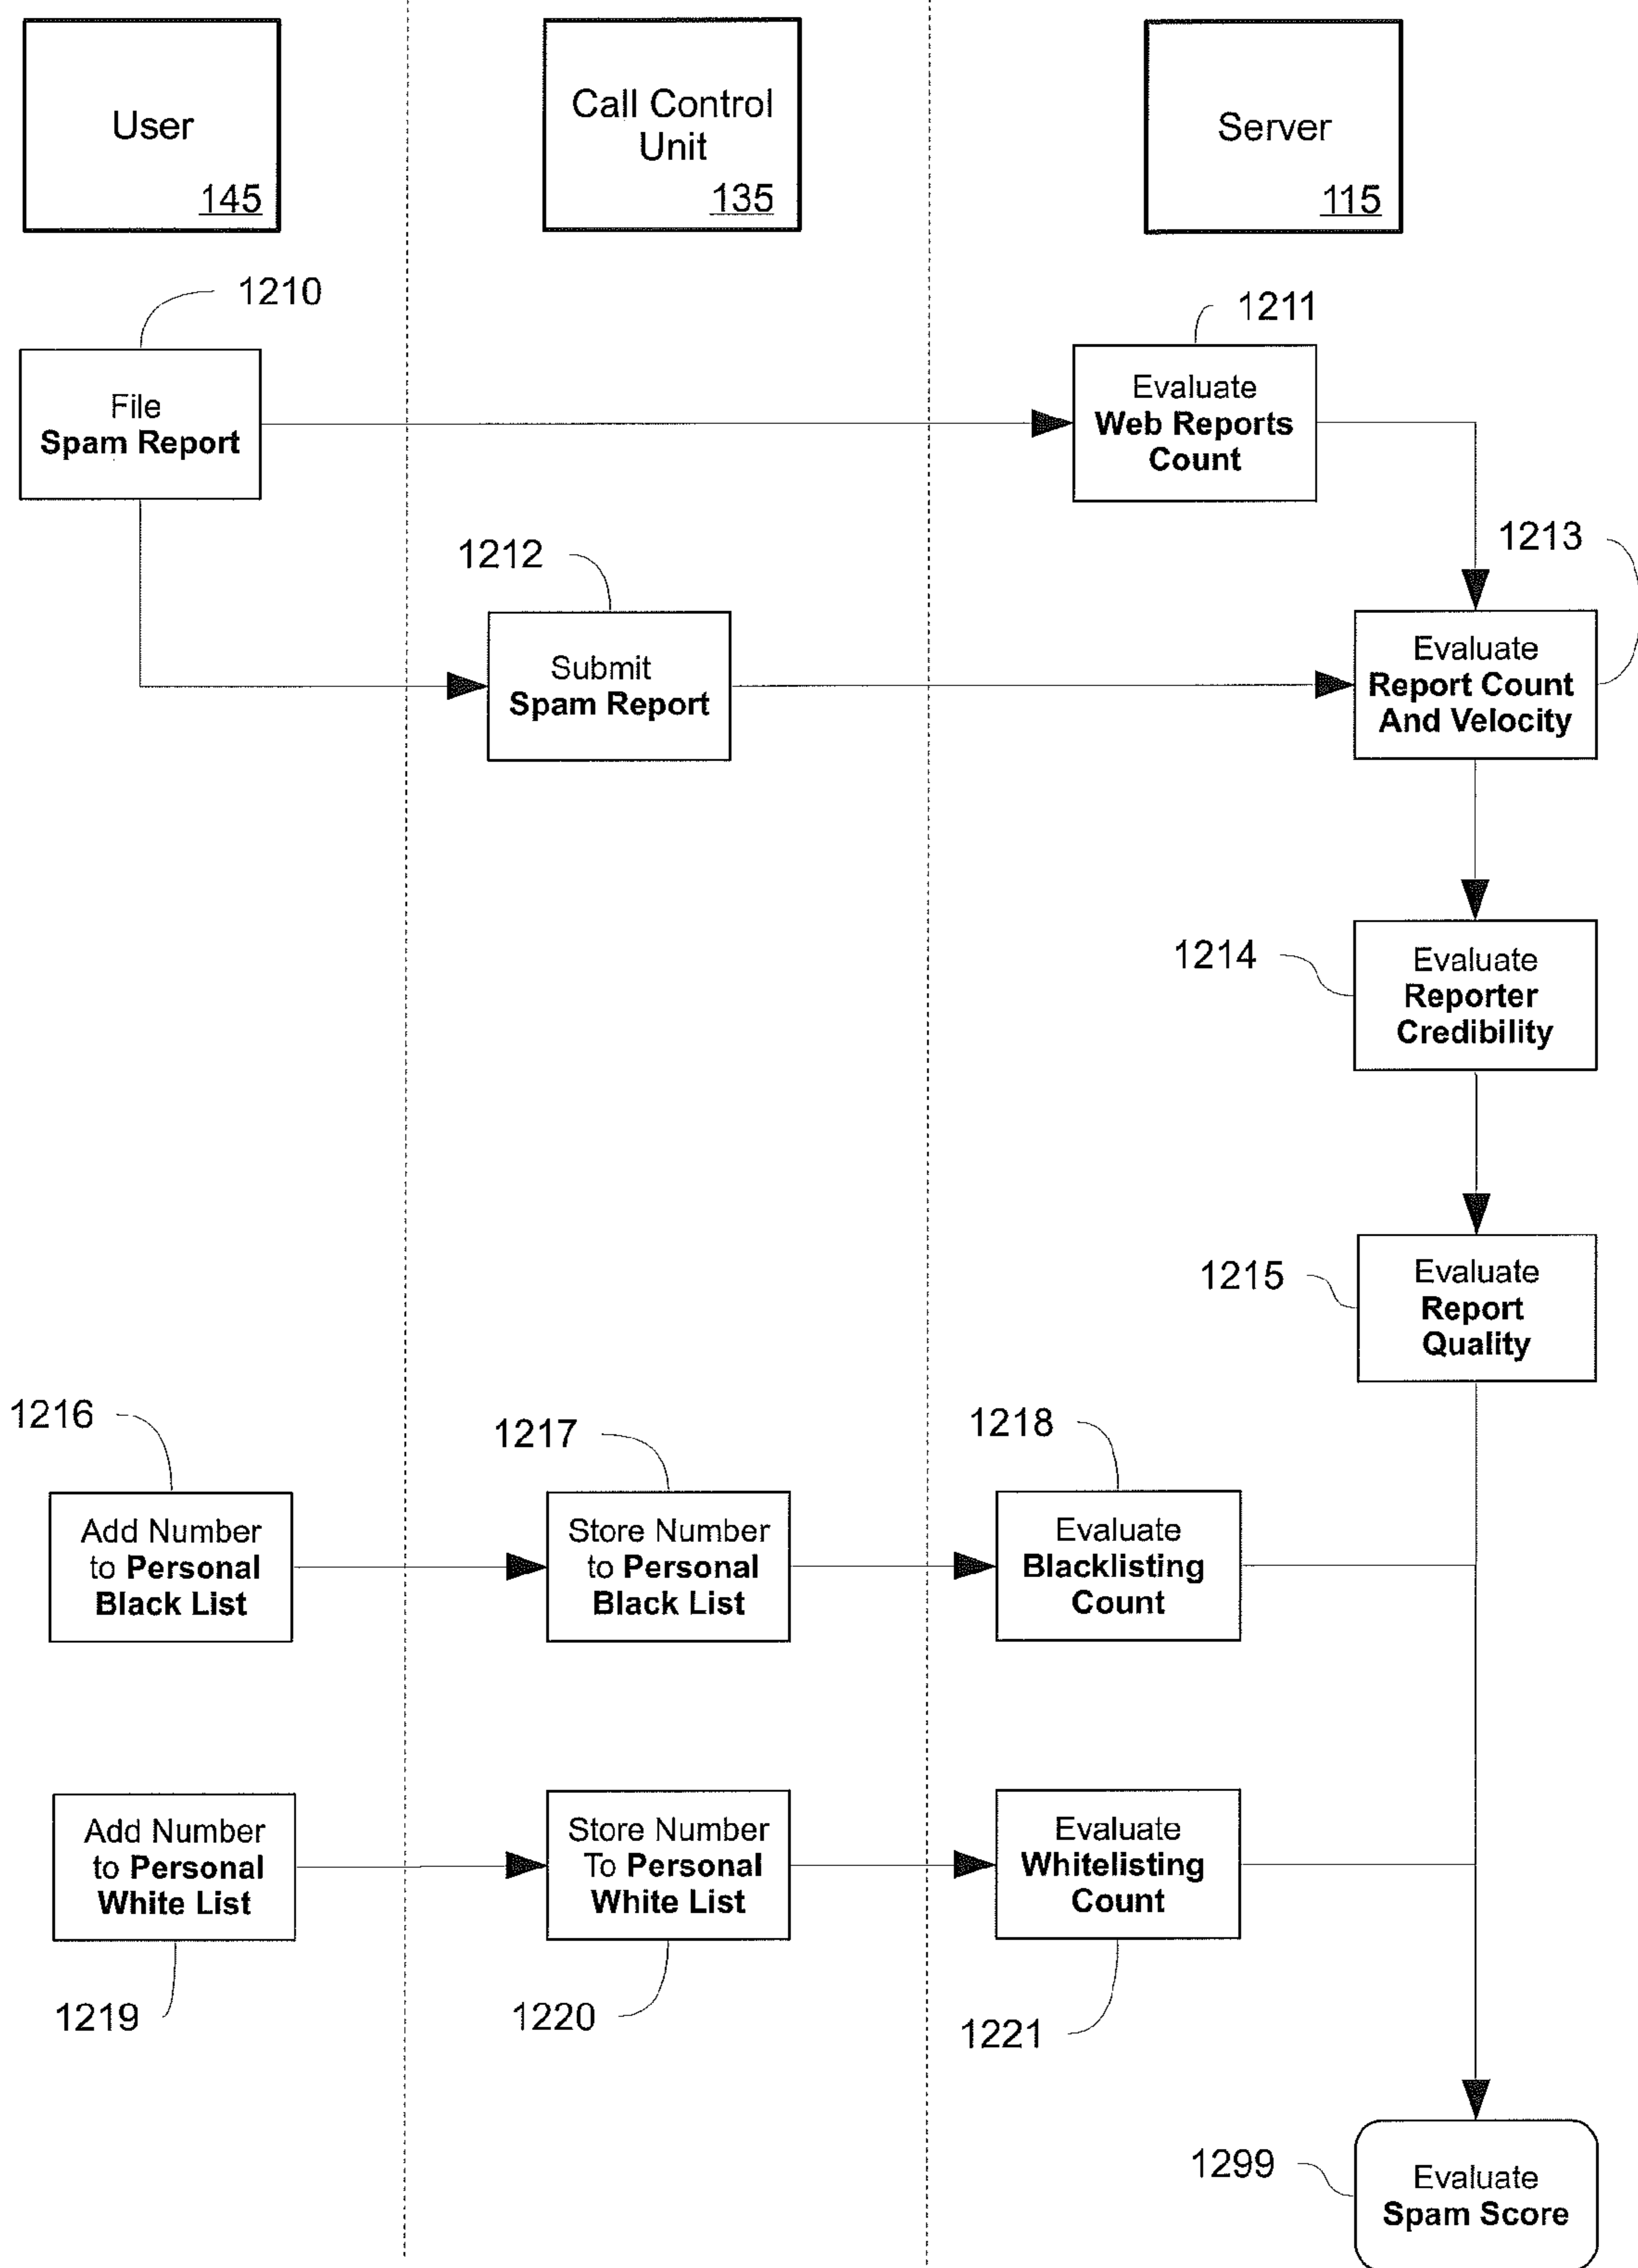 User
145
Call Control
Unit
135
Server
115
1210
1211
File
Spam Report
Evaluate
Web Reports
Count
1212
1213
Submit
Spam Report
Evaluate
Report Count
And Velocity
1214
Evaluate
Reporter
Credibility
1215
Evaluate
Report
Quality
1216
1217
1218
Add Number
to Personal
Black List
Store Number
to Personal
Black List
Evaluate
Blacklisting
Count
Add Number
to Personal
White List
Store Number
To Personal
White List
Evaluate
Whitelisting
Count
1219
1220
1221
1299
Evaluate
Spam Score